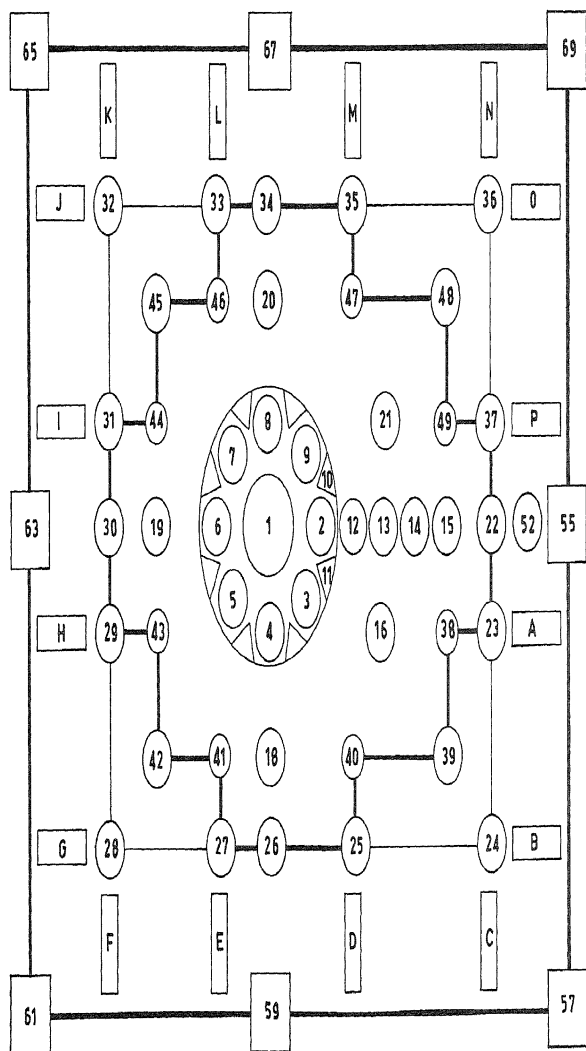 65 67 69
K L M N
J 32 33 34 35 36 O
45 46 20 47 48
I 31 44 8 21 49 37 P
7 9
10
63 30 19 6 1 2 12 13 14 15 22 52 55
11
5 3
H 29 43 4 16 38 23 A
42 41 18 40 39
G 28 27 26 25 24 B
F E D C
61 59 57